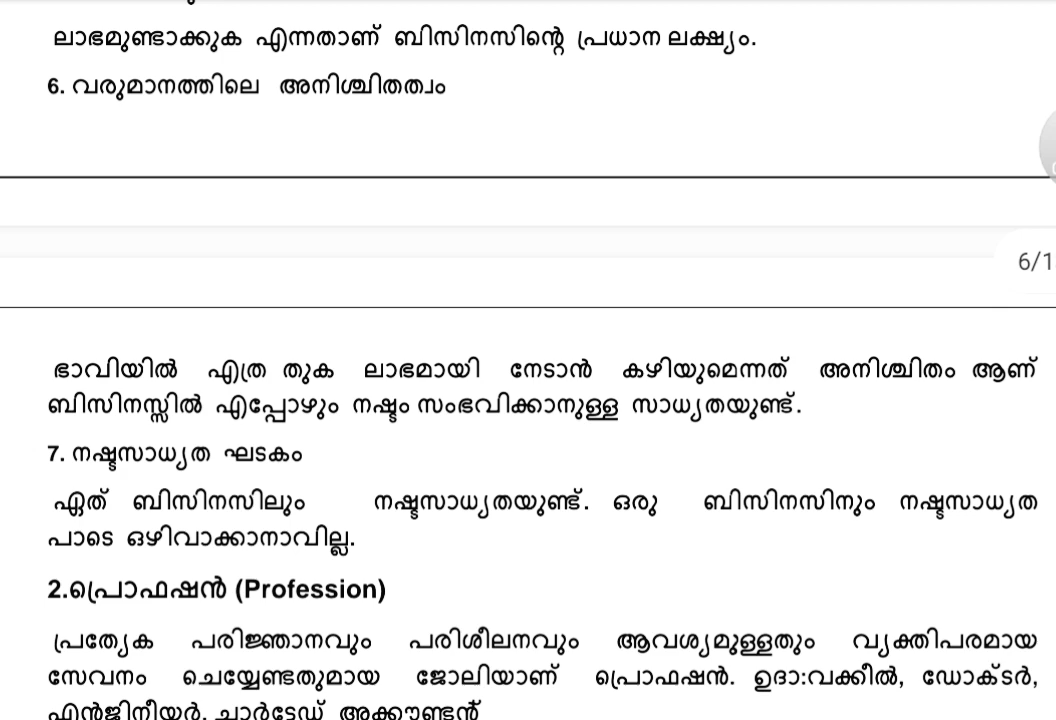 ലാഭമുണ്ടാക്കുക എന്നതാണ് ബിസിനസിന്റെ പ്രധാന ലക്ഷ്യം.
6. വരുമാനത്തിലെ അനിശ്ചിതത്വം
6/1
ഭാവിയിൽ എത്ര തുക ലാഭമായി നേടാൻ കഴിയുമെന്നത് അനിശ്ചിതം ആണ്
ബിസിനസ്സിൽ എപ്പോഴും നഷ്ടം സംഭവിക്കാനുള്ള സാധ്യതയുണ്ട്.
7. നഷ്ടസാധ്യത ഘടകം
ഏത് ബിസിനസിലും നഷ്ടസാധ്യതയുണ്ട്. ഒരു ബിസിനസിനും നഷ്ടസാധ്യത
പാടെ ഒഴിവാക്കാനാവില്ല.
2.പ്രൊഫഷൻ (Profession)
പ്രത്യേക പരിജ്ഞാനവും പരിശീലനവും ആവശ്യമുള്ളതും വ്യക്തിപരമായ
സേവനം ചെയ്യേണ്ടതുമായ ജോലിയാണ് പ്രൊഫഷൻ. ഉദാ:വക്കീൽ, ഡോക്ടർ,
എൻജിനീയർ, ചാർട്ടേഡ് അക്കൗണ്ടന്റ്